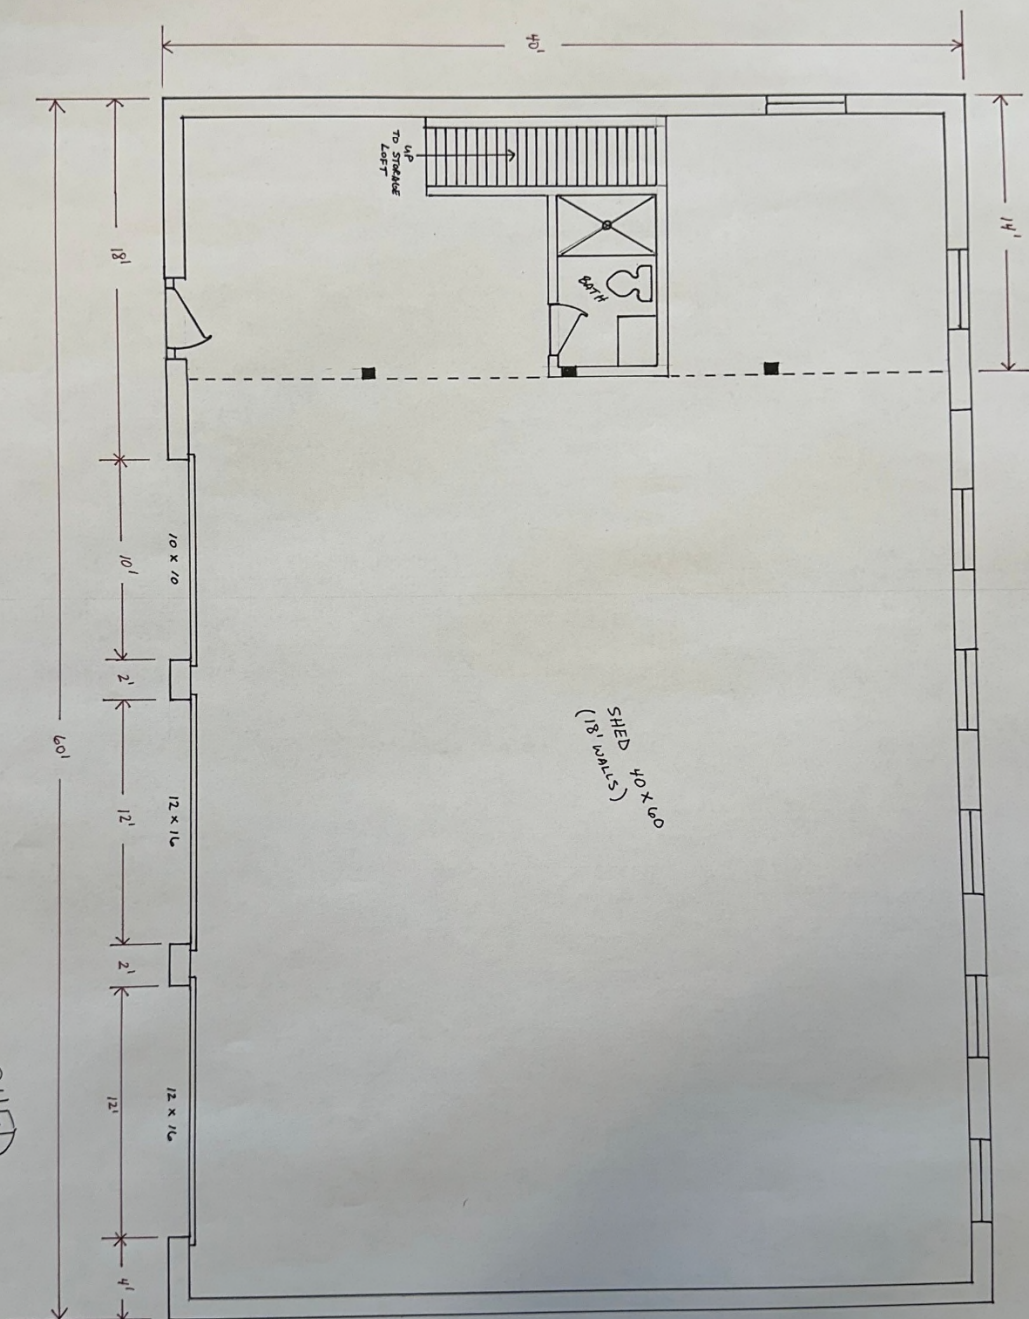 40'
14'
UP
TO STORAGE
LOFT
18'
BATH
10'
10 x 10
2'
SHED 40 x 60
(18' WALLS)
60'
12'
12 x 16
2'
12'
12 x 16
4'